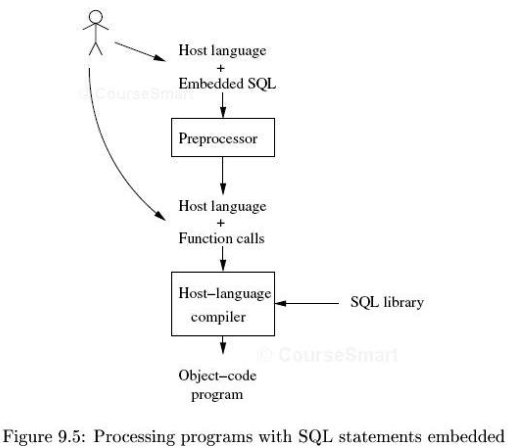 Host language
+
Embedded SQL
© CourseSmart
Preprocessor
Host language
+
Function calls
Host–language
compiler
SQL library
© CourseSmart
Object–code
program
Figure 9.5: Processing programs with SQL statements embedded